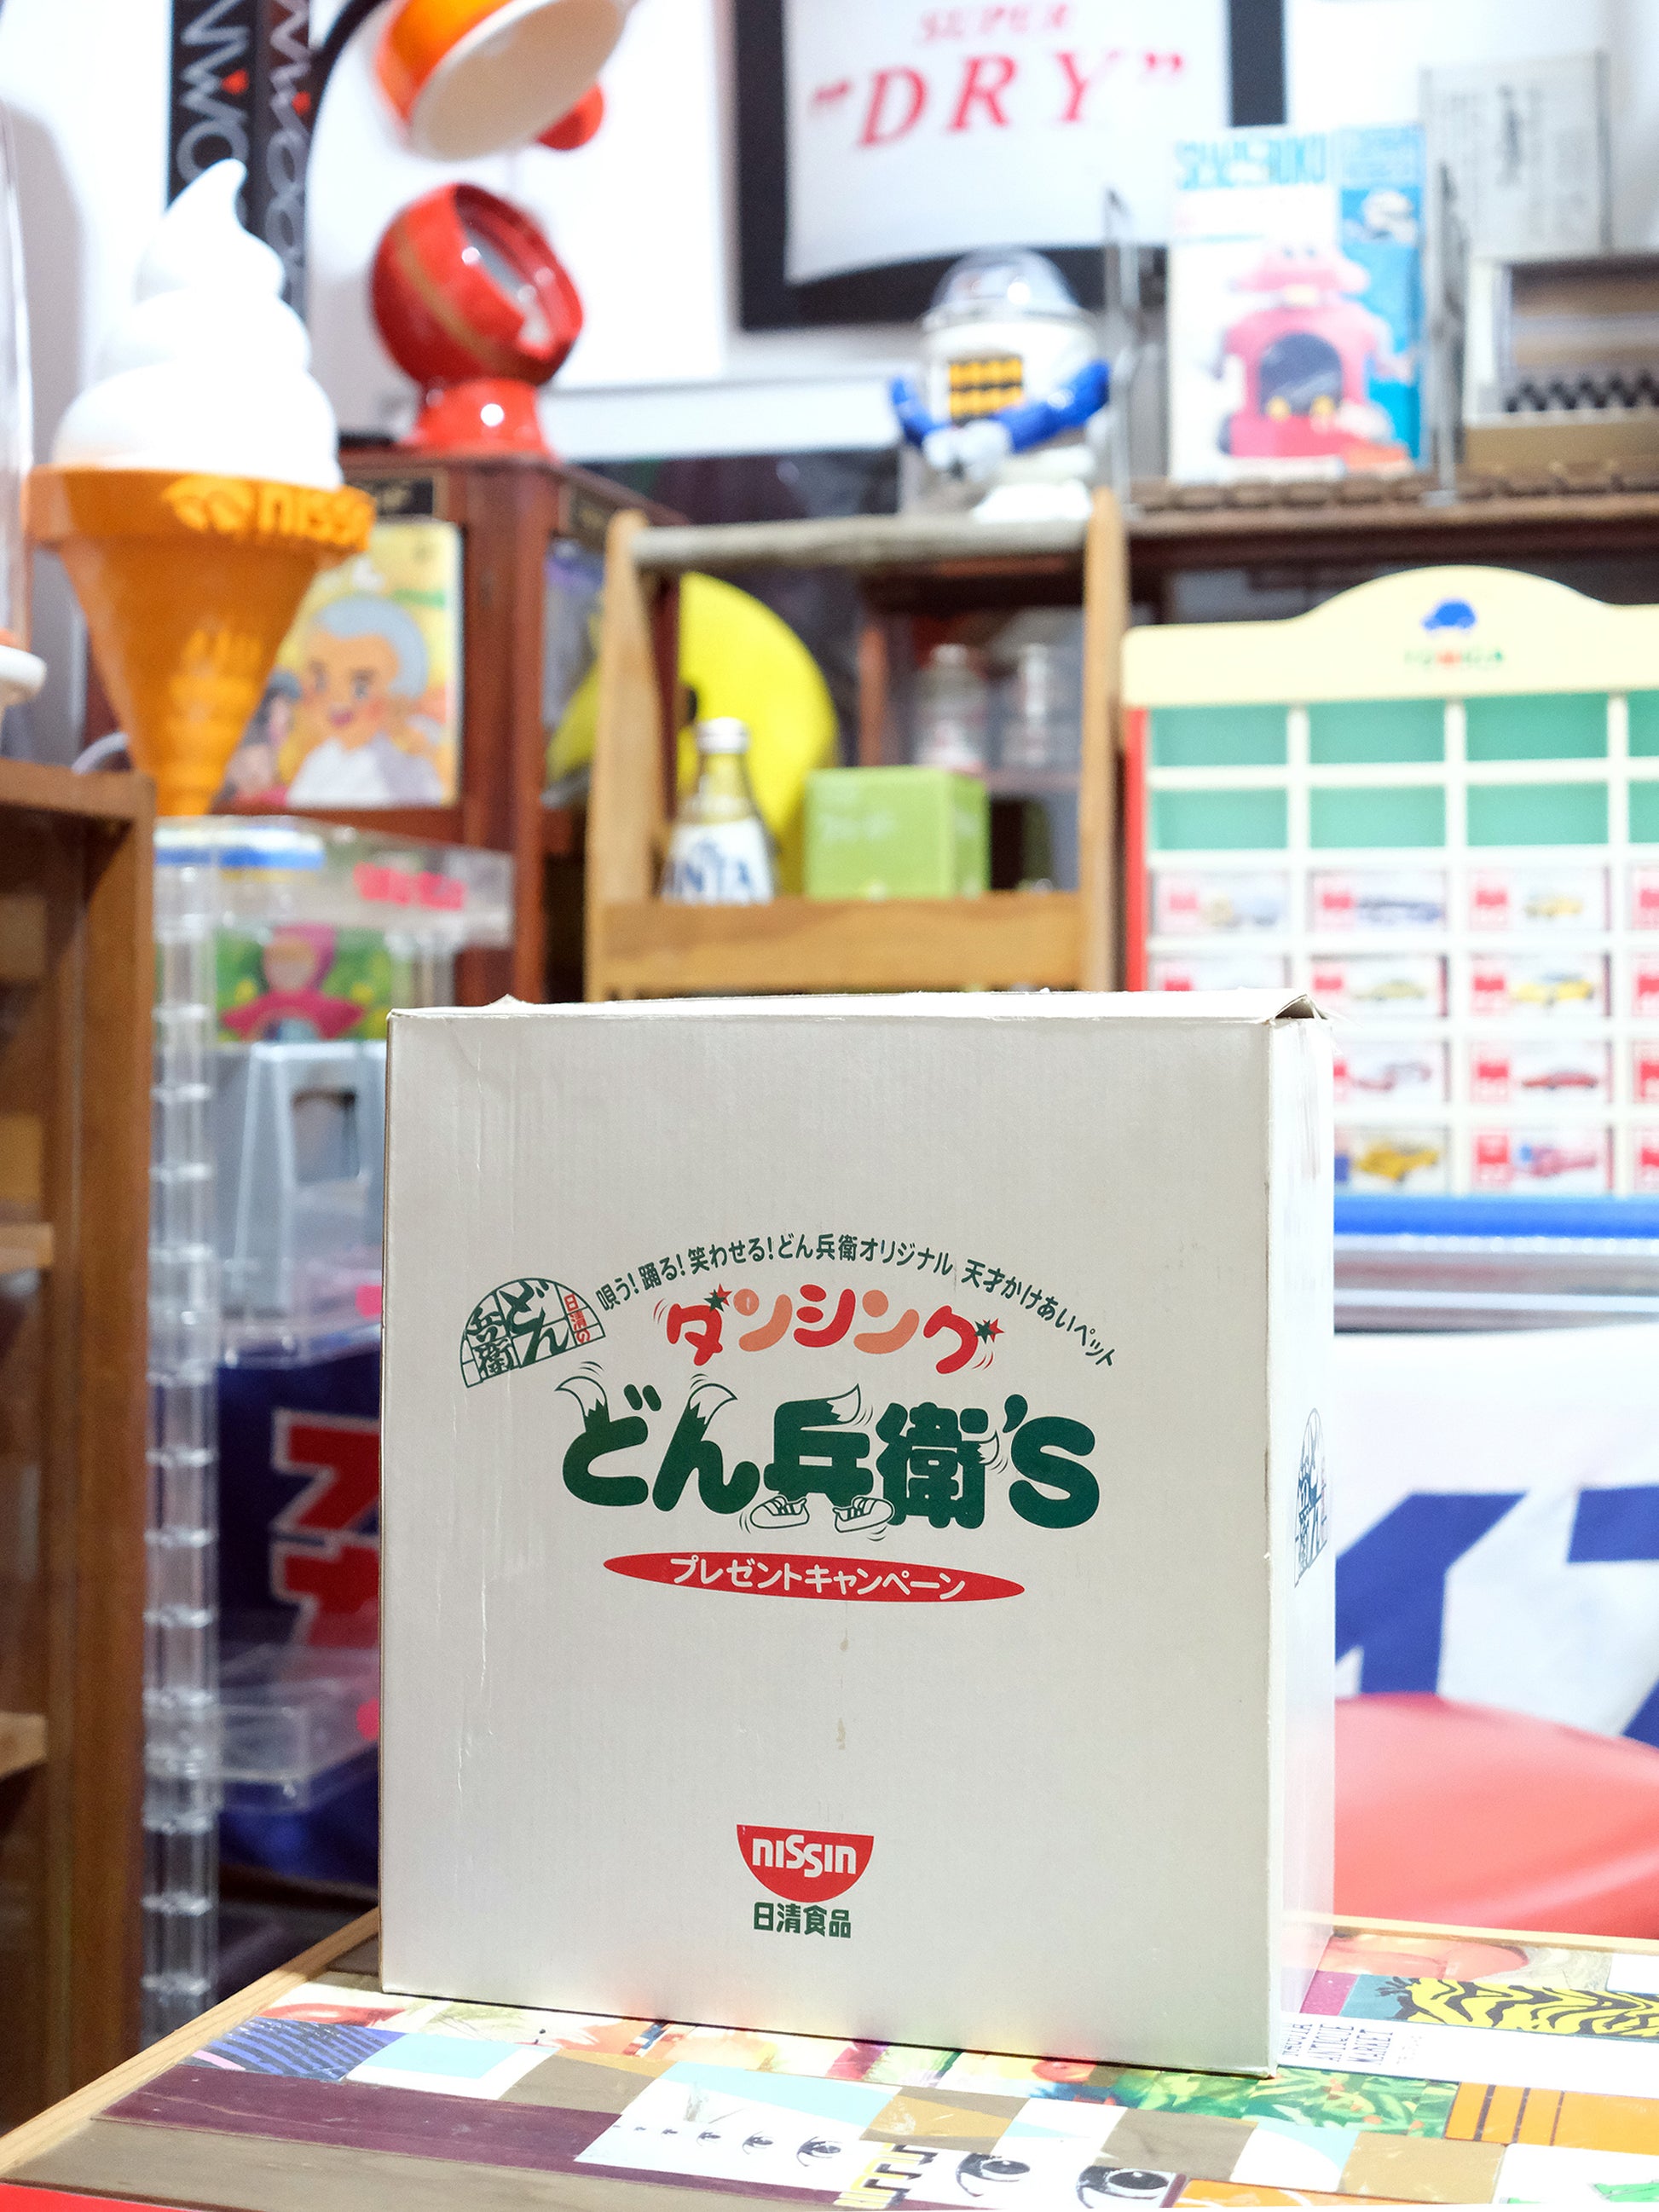 SUPER
"DRY"
nissei
唄う!踊る!笑わせる!どん兵衛オリジナル 天才かけあいペット
日清の
どん
兵衛
ダンシング
どん兵衛'S
プレゼントキャンペーン
nissin
日清食品